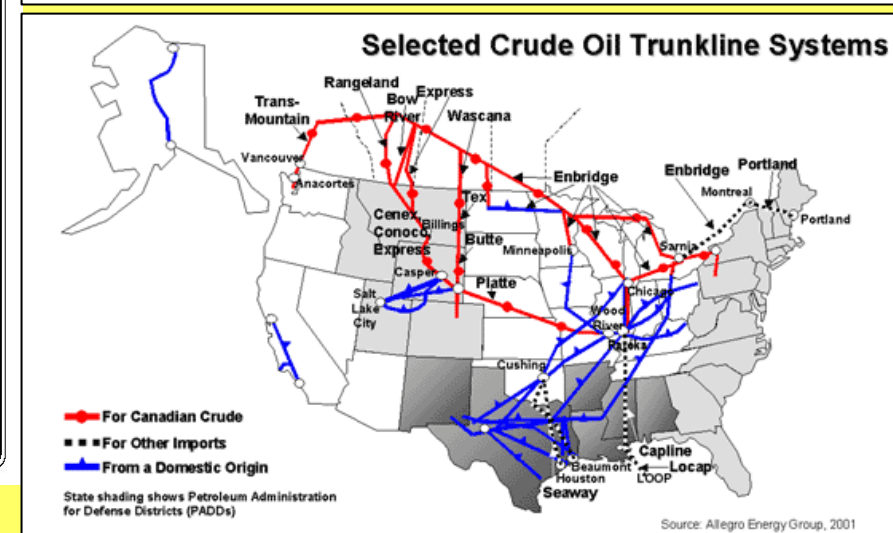 Selected Crude Oil Trunkline Systems
Rangeland
Bow
River
Express
Trans-
Mountain
Wascana
Vancouver
Anacortes
Enbridge
Enbridge
Portland
Montreal
Portland
Tex
Cenex,
Conoco,
Express
Billings
Butte
Minneapolis
Sarnia
Casper
Platte
Salt
Lake
City
Chicago
Wood
River
Patoka
Cushing
For Canadian Crude
For Other Imports
From a Domestic Origin
Capline
Beaumont
Locap
Houston
LOOP
Seaway
State shading shows Petroleum Administration
for Defense Districts (PADDs)
Source: Allegro Energy Group, 2001